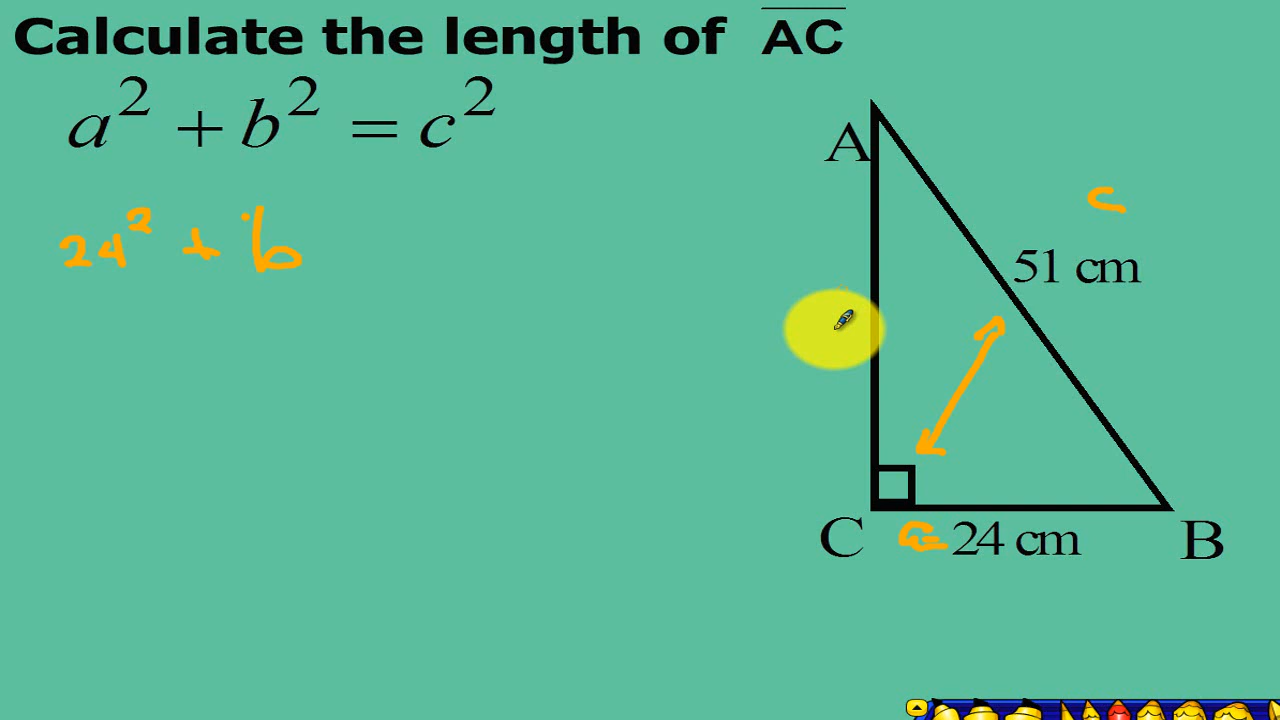 Calculate the length of AC
a² + b² = c²
A
c
24² + b
51 cm
C a= 24 cm B